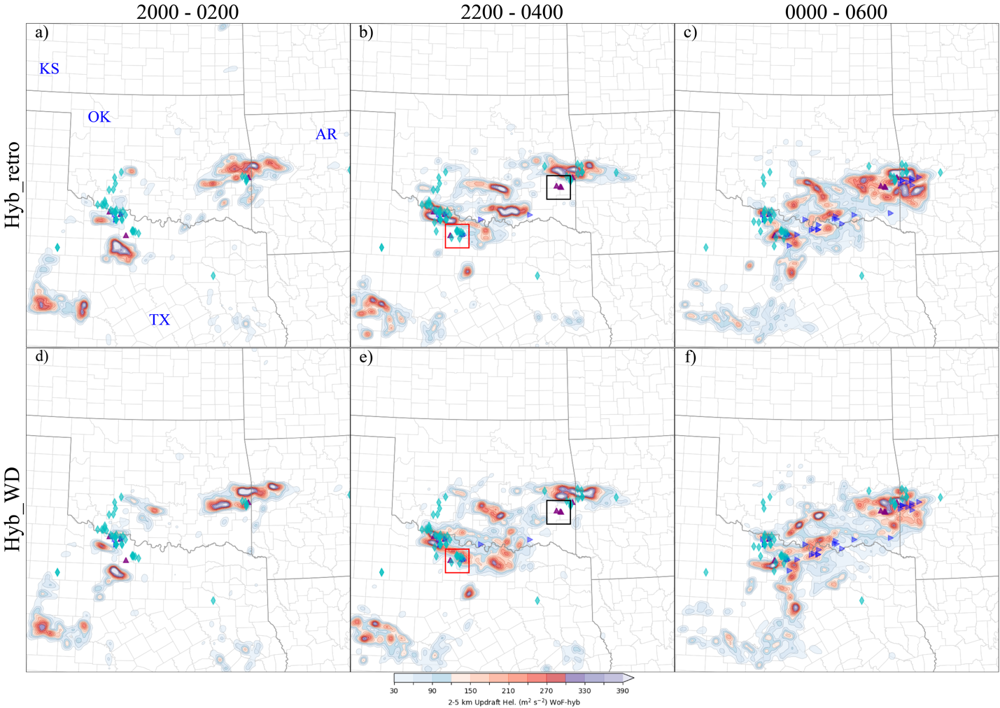 2000 - 0200
2200 - 0400
0000 - 0600
a)
b)
c)
KS
OK
AR
TX
Hyb_retro
d)
e)
f)
Hyb_WD
30 90 150 210 270 330 390
2-5 km Updraft Hel. (m² s⁻²) WoF-hyb